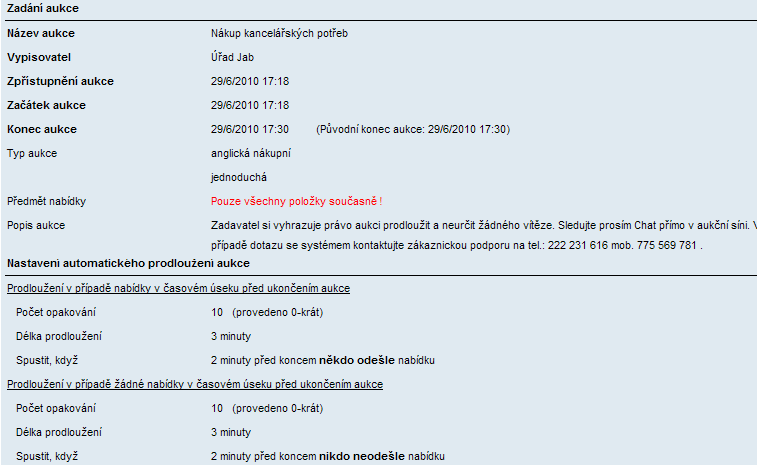 Zadání aukce
Název aukce Nákup kancelářských potřeb
Vypisovatel Úřad Jab
Zpřístupnění aukce 29/6/2010 17:18
Začátek aukce 29/6/2010 17:18
Konec aukce 29/6/2010 17:30 (Původní konec aukce: 29/6/2010 17:30)
Typ aukce anglická nákupní
jednoduchá
Předmět nabídky Pouze všechny položky současně !
Popis aukce Zadavatel si vyhrazuje právo aukci prodloužit a neurčit žádného vítěze. Sledujte prosím Chat přímo v aukční síni. V
případě dotazu se systémem kontaktujte zákaznickou podporu na tel.: 222 231 616 mob. 775 569 781 .
Nastavení automatického prodloužení aukce
Prodloužení v případě nabídky v časovém úseku před ukončením aukce
Počet opakování 10 (provedeno 0-krát)
Délka prodloužení 3 minuty
Spustit, když 2 minuty před koncem někdo odešle nabídku
Prodloužení v případě žádné nabídky v časovém úseku před ukončením aukce
Počet opakování 10 (provedeno 0-krát)
Délka prodloužení 3 minuty
Spustit, když 2 minuty před koncem nikdo neodešle nabídku